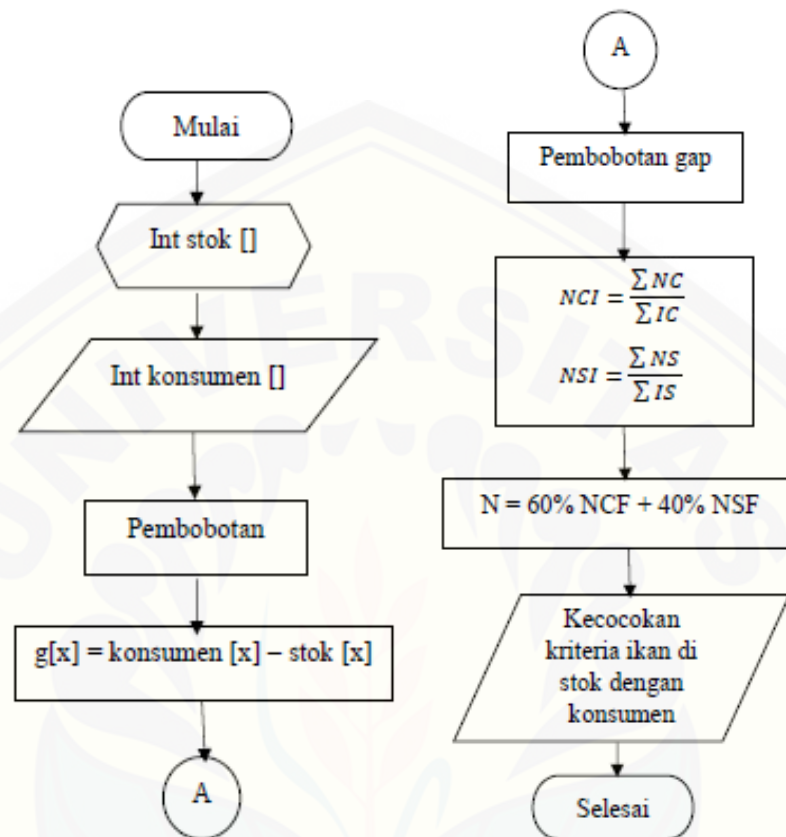 Mulai
Int stok []
Int konsumen []
Pembobotan
g[x] = konsumen [x] – stok [x]
A
A
Pembobotan gap
NCI = ∑ NC / ∑ IC
NSI = ∑ NS / ∑ IS
N = 60% NCF + 40% NSF
Kecocokan
kriteria ikan di
stok dengan
konsumen
Selesai
UNIVERSITAS